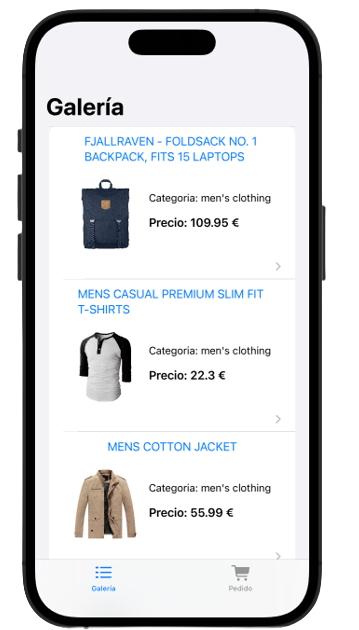 Galería
FJALLRAVEN - FOLDSACK NO. 1
BACKPACK, FITS 15 LAPTOPS
Categoria: men's clothing
Precio: 109.95 €
MENS CASUAL PREMIUM SLIM FIT
T-SHIRTS
Categoria: men's clothing
Precio: 22.3 €
MENS COTTON JACKET
Categoria: men's clothing
Precio: 55.99 €
Galería
Pedido